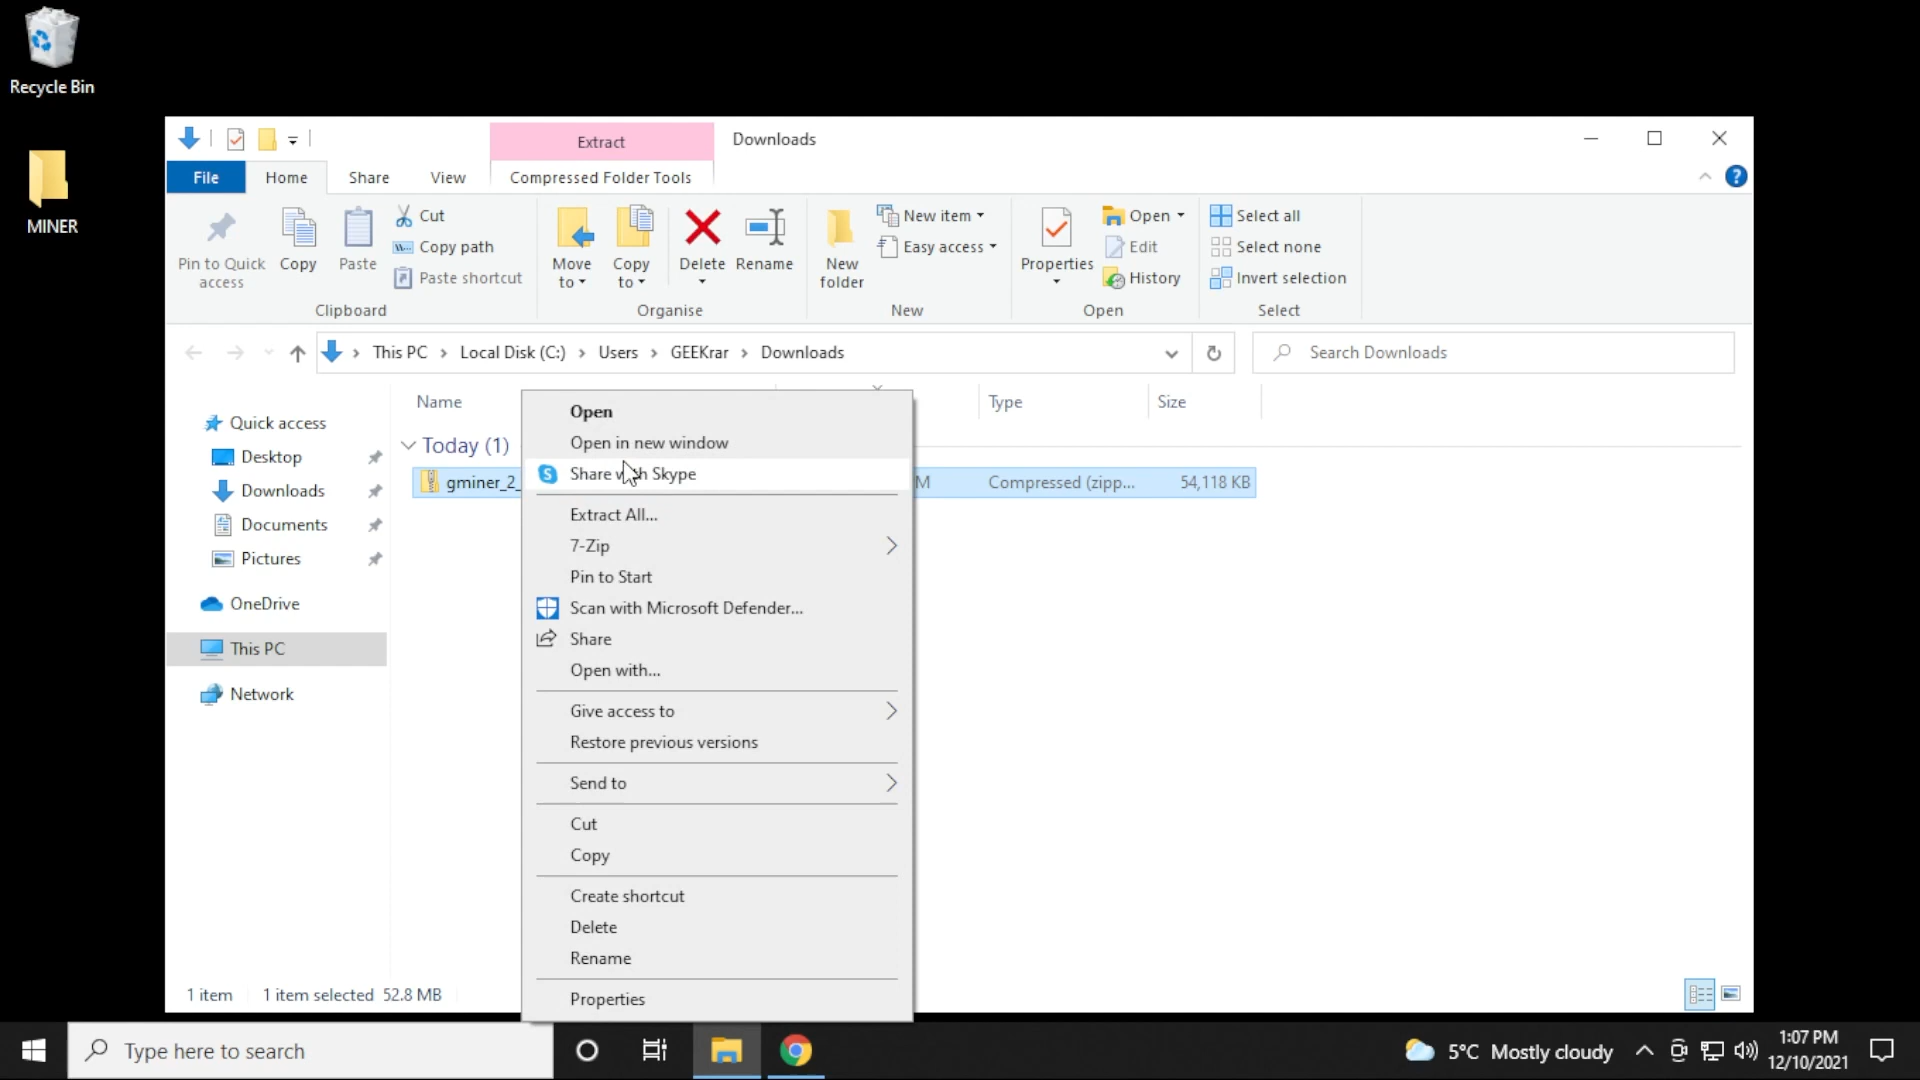 Recycle Bin
MINER
Extract
Downloads
File
Home
Share
View
Compressed Folder Tools
Pin to Quick access
Copy
Paste
Cut
Copy path
Paste shortcut
Clipboard
Move to
Copy to
Delete
Rename
Organise
New folder
New item
Easy access
New
Properties
Open
Edit
History
Open
Select all
Select none
Invert selection
Select
This PC > Local Disk (C:) > Users > GEEKrar > Downloads
Search Downloads
Quick access
Desktop
Downloads
Documents
Pictures
OneDrive
This PC
Network
Name
Type
Size
Today (1)
gminer_2_
M
Compressed (zipp...
54,118 KB
Open
Open in new window
Share with Skype
Extract All...
7-Zip
Pin to Start
Scan with Microsoft Defender...
Share
Open with...
Give access to
Restore previous versions
Send to
Cut
Copy
Create shortcut
Delete
Rename
Properties
1 item
1 item selected 52.8 MB
Type here to search
5°C Mostly cloudy
1:07 PM
12/10/2021